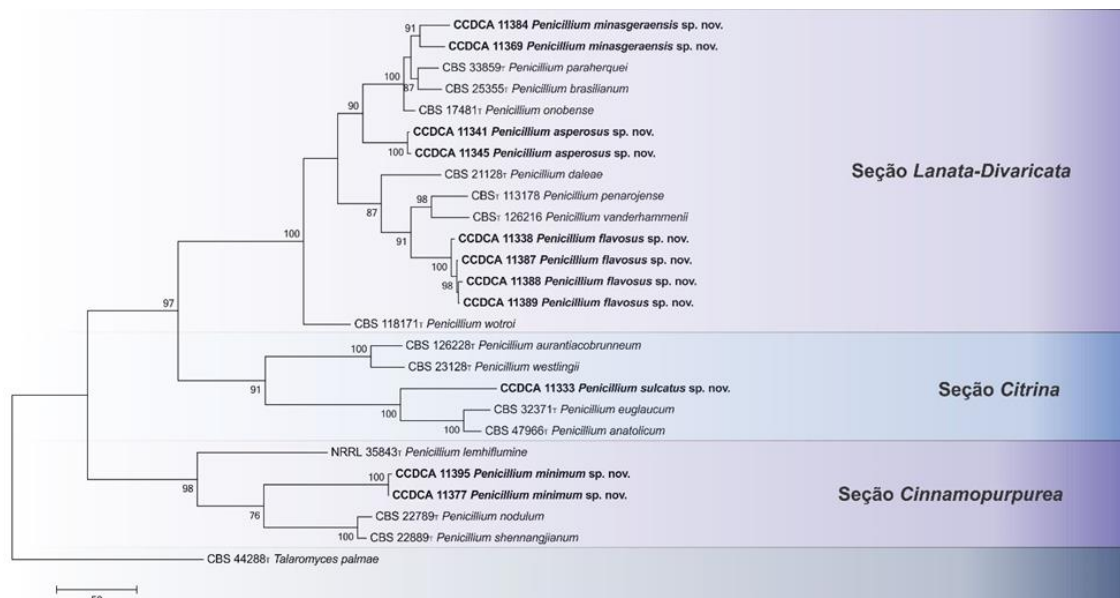 91
CCDCA 11384 Penicillium minasgeraensis sp. nov.
CCDCA 11369 Penicillium minasgeraensis sp. nov.
100
CBS 33859T Penicillium paraherquei
87
CBS 25355T Penicillium brasilianum
90
CBS 17481T Penicillium onobense
CCDCA 11341 Penicillium asperosus sp. nov.
100
CCDCA 11345 Penicillium asperosus sp. nov.
Seção Lanata-Divaricata
CBS 21128T Penicillium daleae
98
CBST 113178 Penicillium penarojense
87
CBST 126216 Penicillium vanderhammenii
91
CCDCA 11338 Penicillium flavosus sp. nov.
100
CCDCA 11387 Penicillium flavosus sp. nov.
100
CCDCA 11388 Penicillium flavosus sp. nov.
98
CCDCA 11389 Penicillium flavosus sp. nov.
97
CBS 118171T Penicillium wotroi
CBS 126228T Penicillium aurantiacobrunneum
100
CBS 23128T Penicillium westlingii
91
CCDCA 11333 Penicillium sulcatus sp. nov.
Seção Citrina
100
CBS 32371T Penicillium euglaucum
100
CBS 47966T Penicillium anatolicum
NRRL 35843T Penicillium lemhiflumine
100
CCDCA 11395 Penicillium minimum sp. nov.
98
CCDCA 11377 Penicillium minimum sp. nov.
Seção Cinnamopurpurea
76
CBS 22789T Penicillium nodulum
100
CBS 22889T Penicillium shennangjianum
CBS 44288T Talaromyces palmae